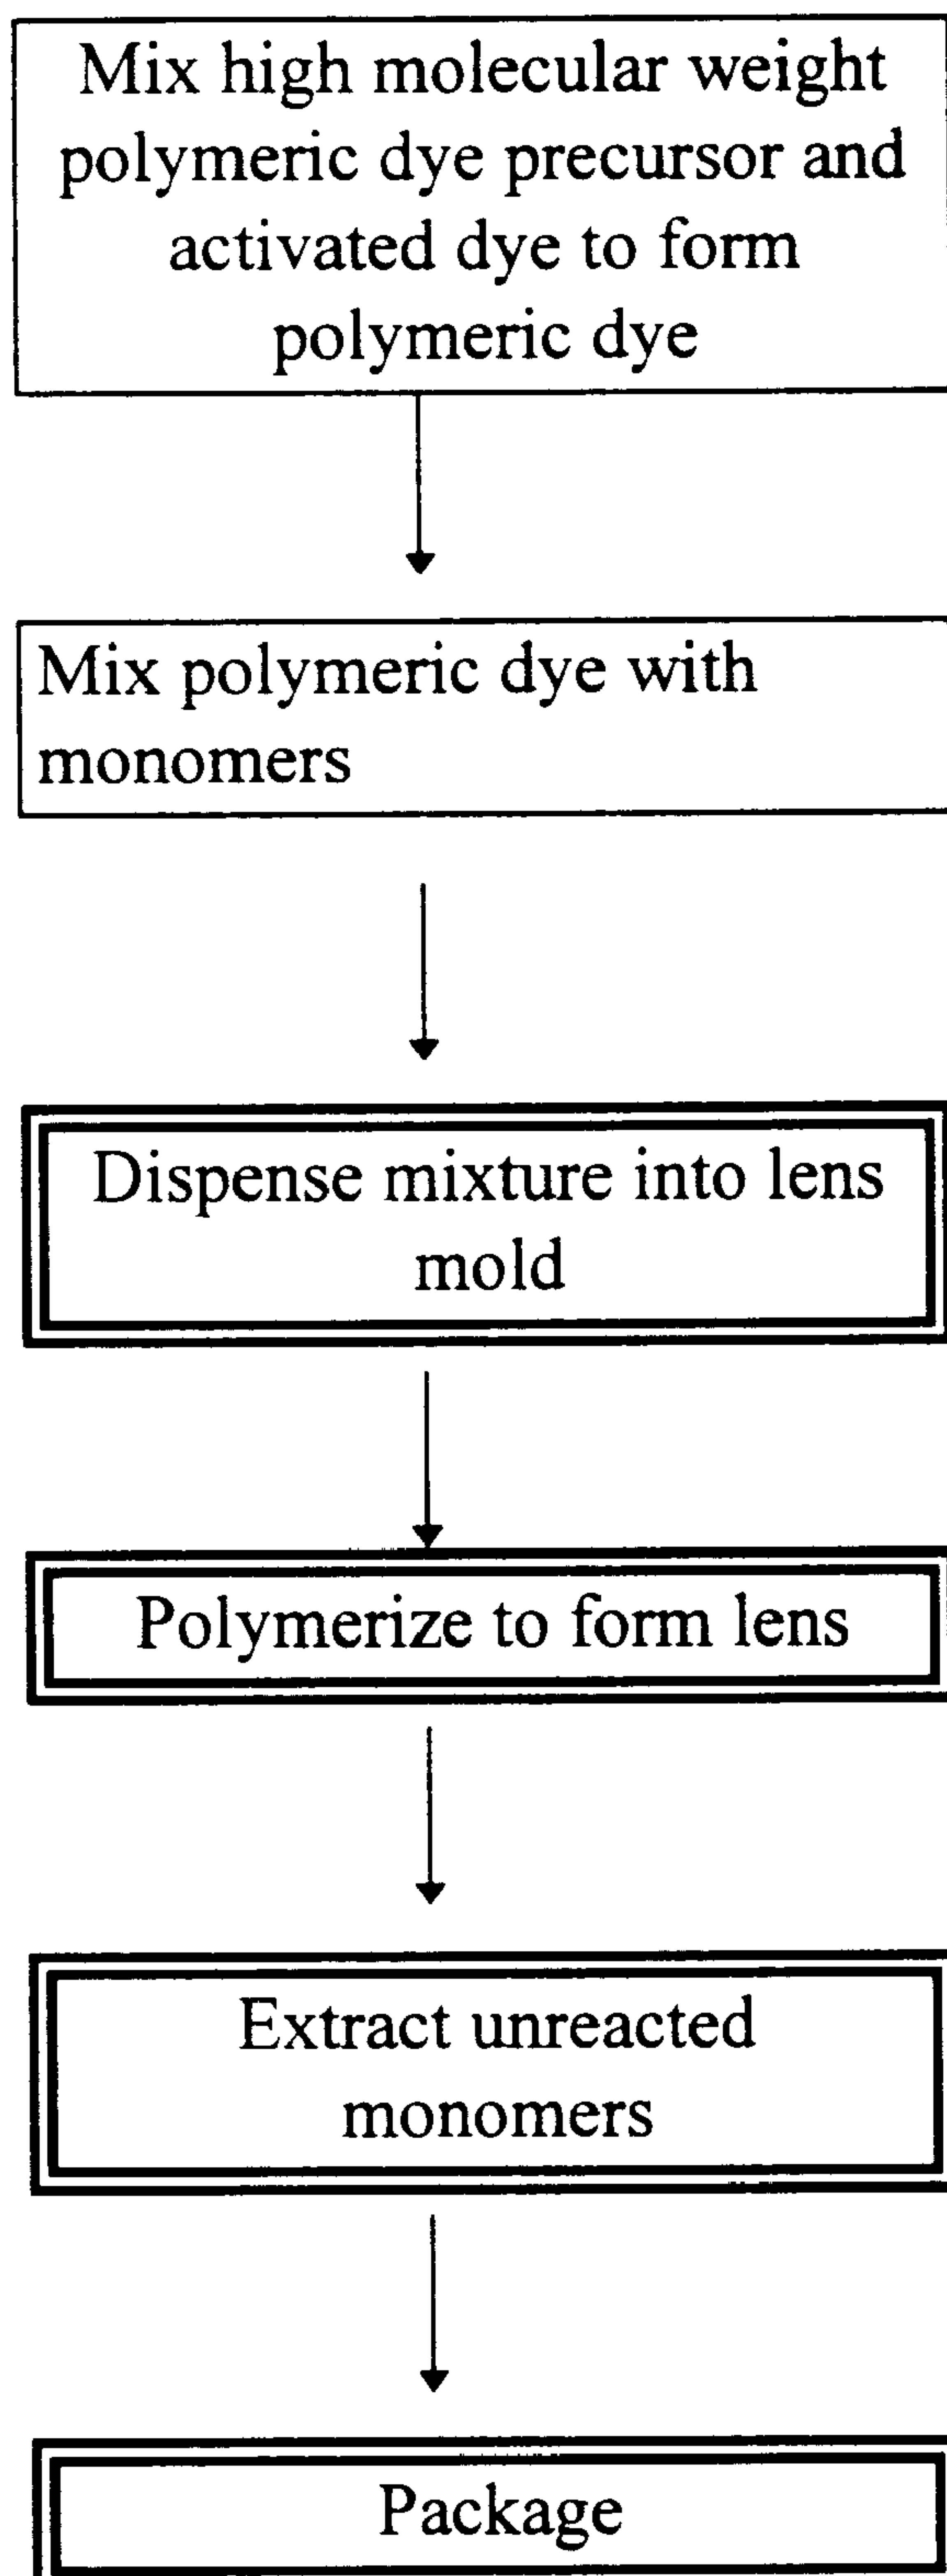 Mix high molecular weight
polymeric dye precursor and
activated dye to form
polymeric dye
Mix polymeric dye with
monomers
Dispense mixture into lens
mold
Polymerize to form lens
Extract unreacted
monomers
Package